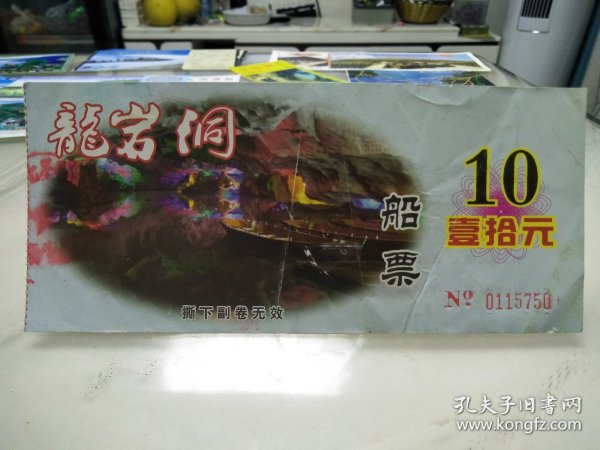 龍岩洞
船票
10
壹拾元
Nº 0115750
撕下副卷无效
孔夫子旧书网
www.kongfz.com